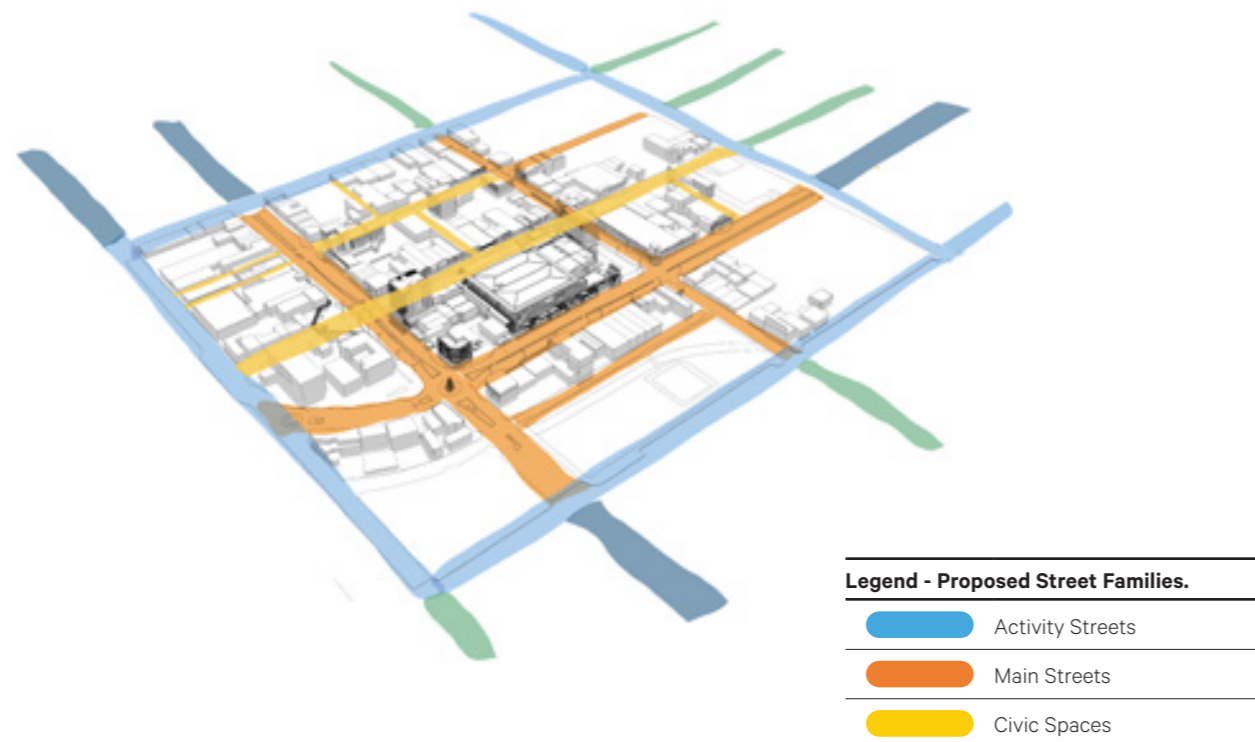 Legend - Proposed Street Families.
Activity Streets
Main Streets
Civic Spaces